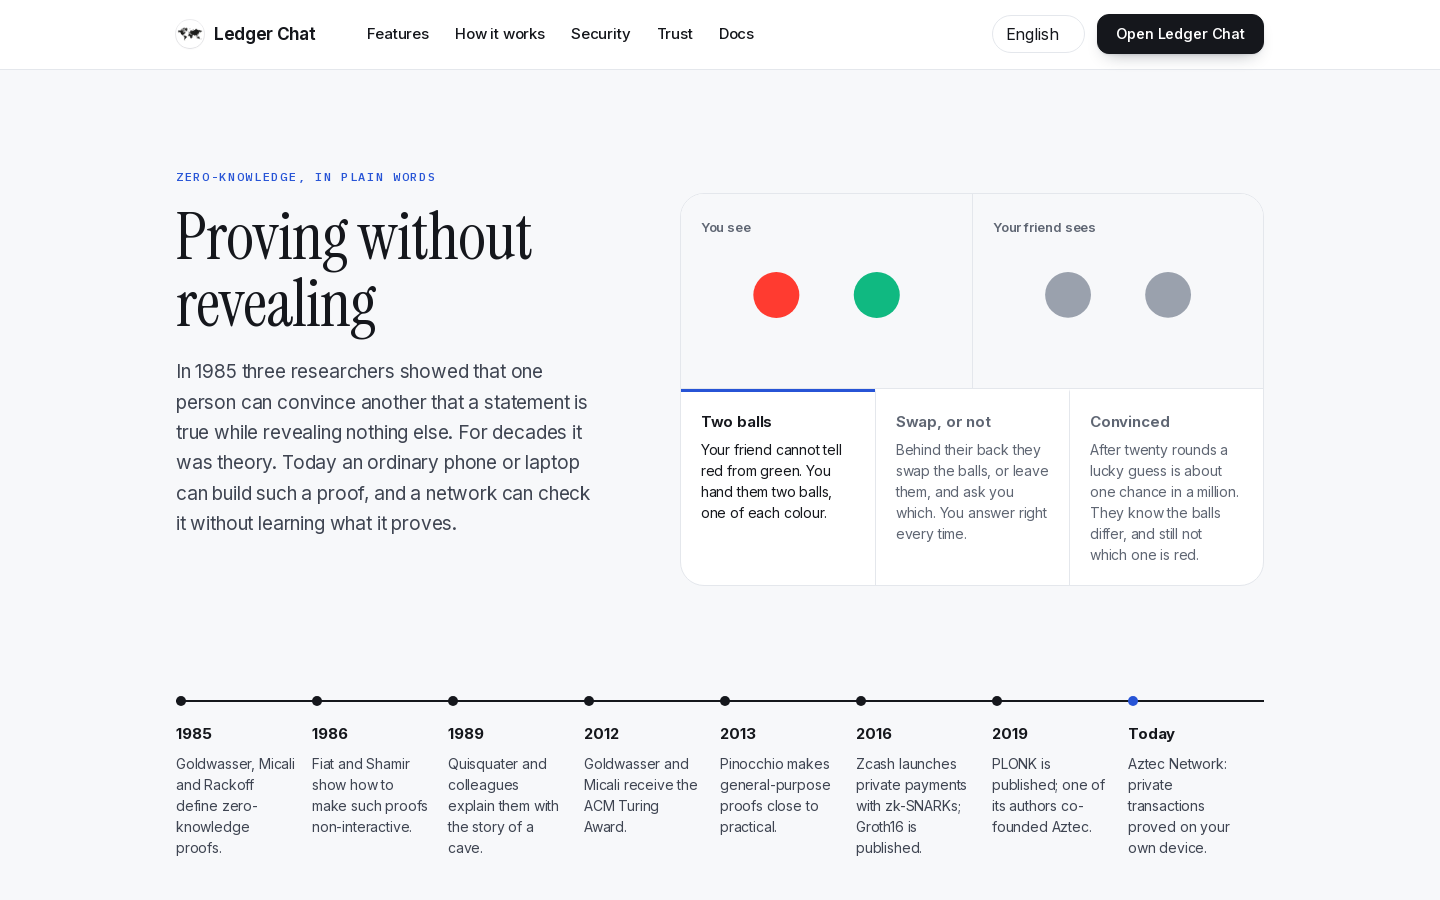 Ledger Chat
Features
How it works
Security
Trust
Docs
English
Open Ledger Chat
ZERO-KNOWLEDGE, IN PLAIN WORDS
Proving without
revealing
In 1985 three researchers showed that one
person can convince another that a statement is
true while revealing nothing else. For decades it
was theory. Today an ordinary phone or laptop
can build such a proof, and a network can check
it without learning what it proves.
You see
Your friend sees
Two balls
Your friend cannot tell
red from green. You
hand them two balls,
one of each colour.
Swap, or not
Behind their back they
swap the balls, or leave
them, and ask you
which. You answer right
every time.
Convinced
After twenty rounds a
lucky guess is about
one chance in a million.
They know the balls
differ, and still not
which one is red.
1985
Goldwasser, Micali
and Rackoff
define zero-
knowledge
proofs.
1986
Fiat and Shamir
show how to
make such proofs
non-interactive.
1989
Quisquater and
colleagues
explain them with
the story of a
cave.
2012
Goldwasser and
Micali receive the
ACM Turing
Award.
2013
Pinocchio makes
general-purpose
proofs close to
practical.
2016
Zcash launches
private payments
with zk-SNARKs;
Groth16 is
published.
2019
PLONK is
published; one of
its authors co-
founded Aztec.
Today
Aztec Network:
private
transactions
proved on your
own device.